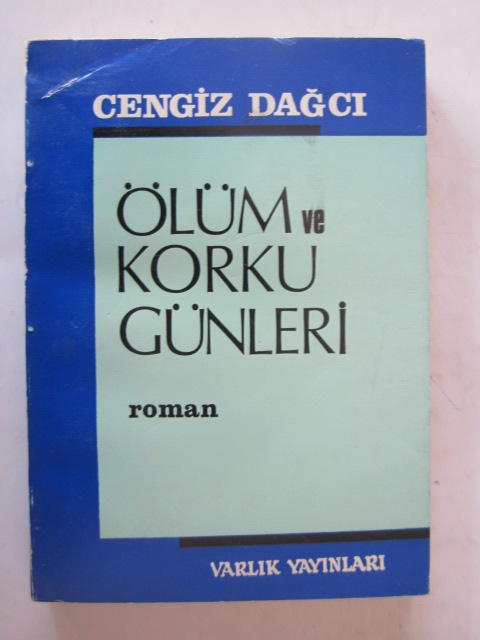 CENGİZ DAĞCI
ÖLÜM ve
KORKU
GÜNLERİ
roman
VARLIK YAYINLARI